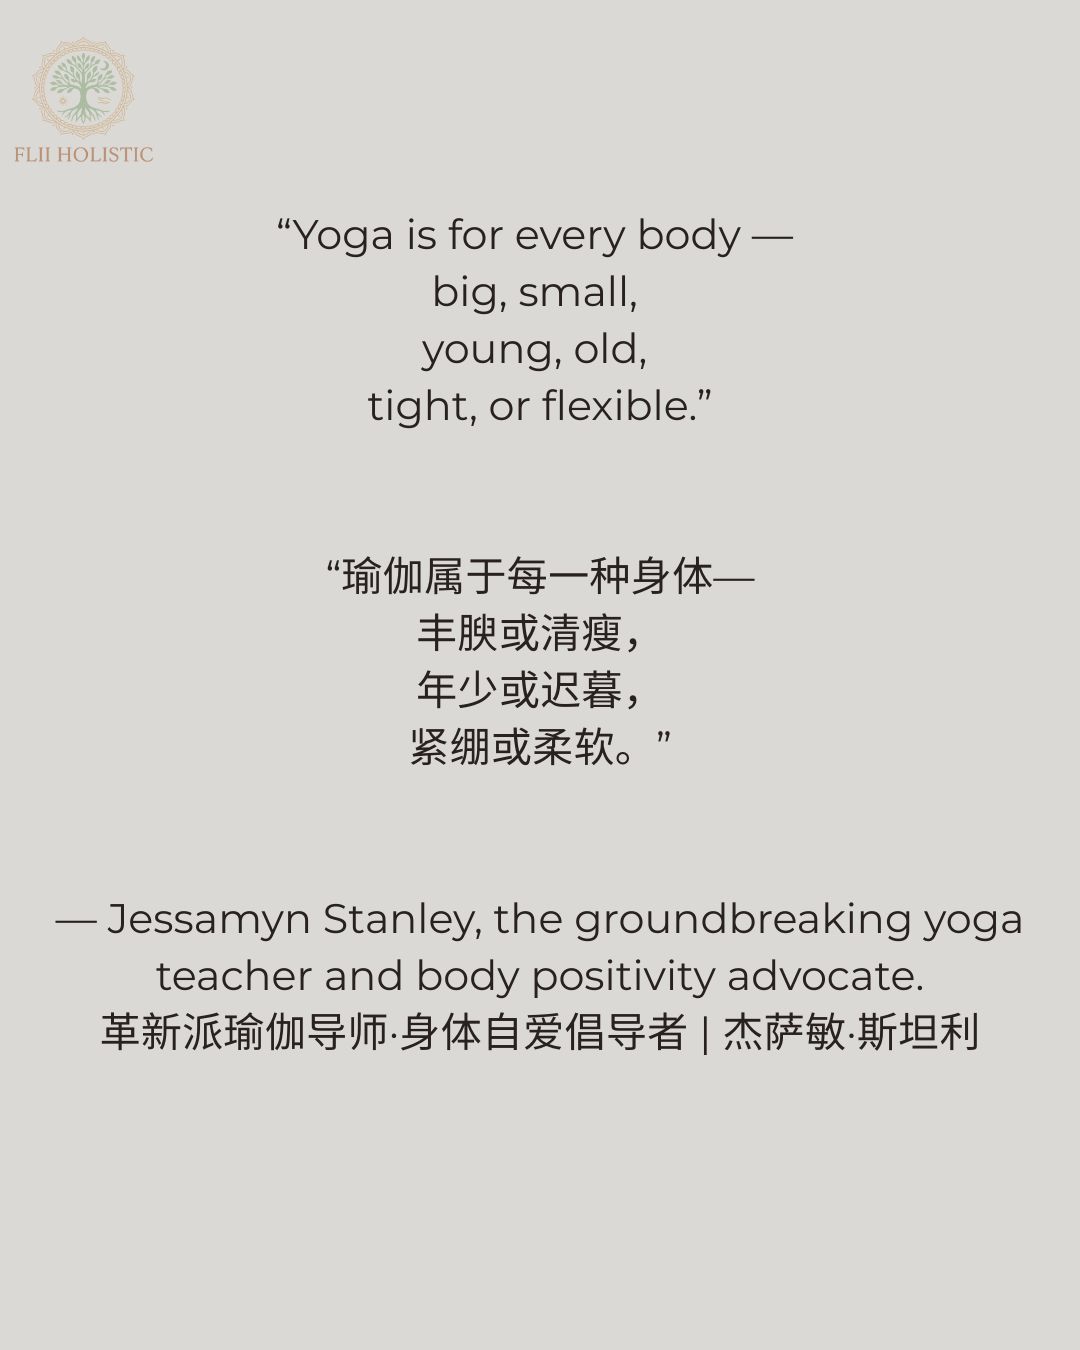 FLII HOLISTIC
“Yoga is for every body —
big, small,
young, old,
tight, or flexible.”
“瑜伽属于每一种身体—
丰腴或清瘦，
年少或迟暮，
紧绷或柔软。”
— Jessamyn Stanley, the groundbreaking yoga
teacher and body positivity advocate.
革新派瑜伽导师·身体自爱倡导者 | 杰萨敏·斯坦利